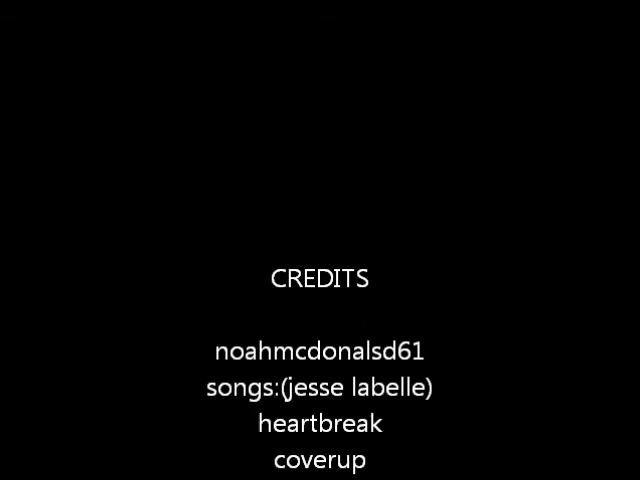 CREDITS
noahmcdonalsd61
songs:(jesse labelle)
heartbreak
coverup